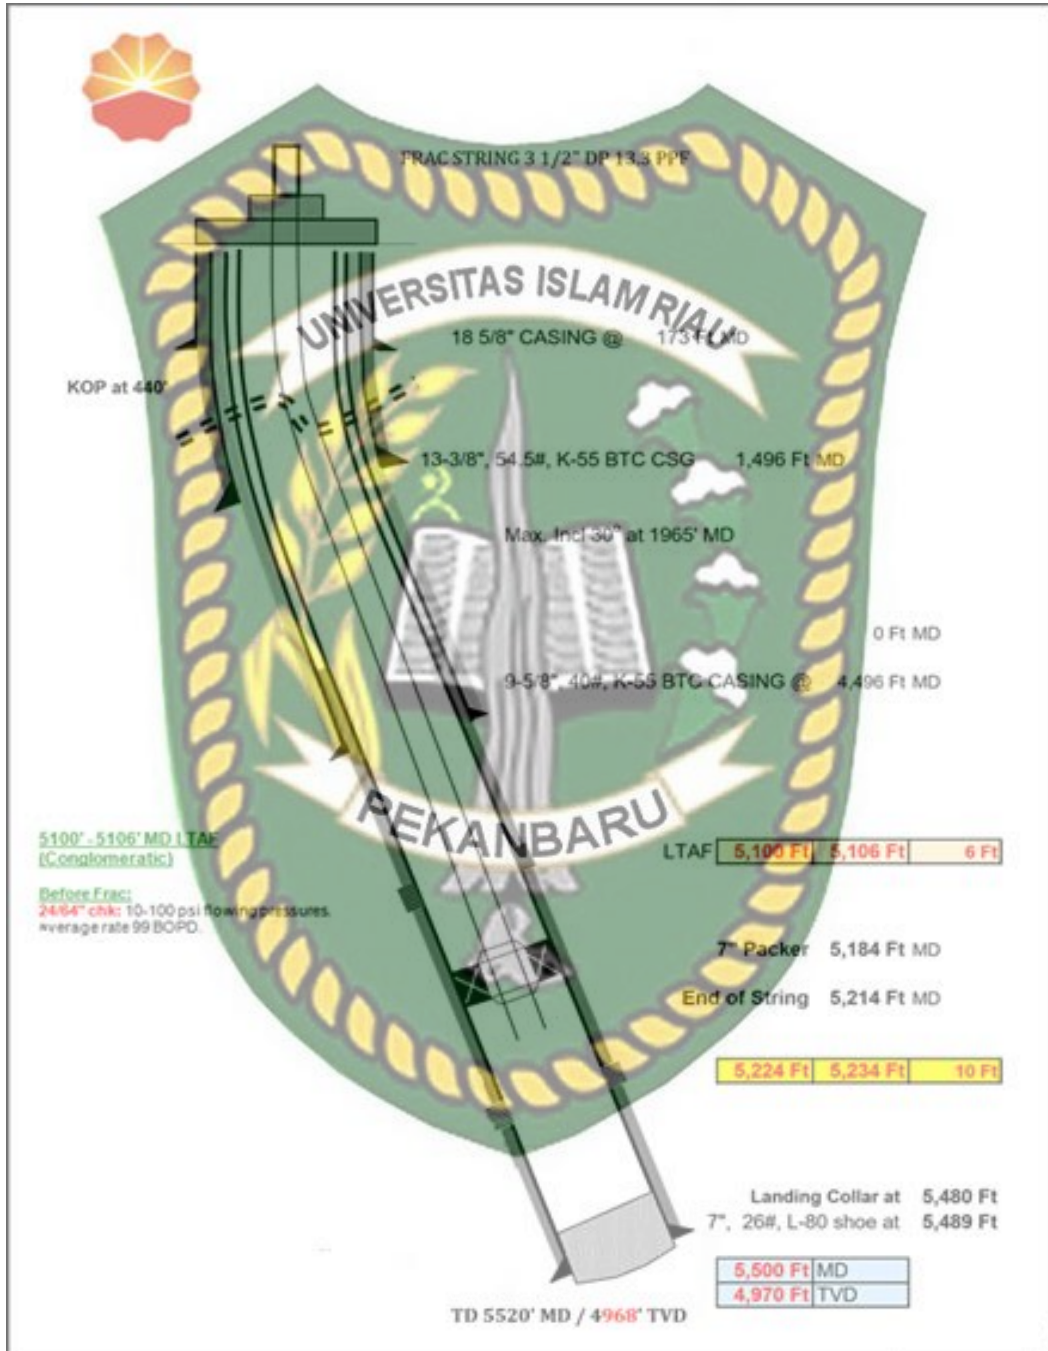 FRAC STRING 3 1/2" DP 13.3 PPF
UNIVERSITAS ISLAM RIAU
18 5/8" CASING @ 173 Ft MD
KOP at 440'
13-3/8", 54.5#, K-55 BTC CSG 1,496 Ft MD
Max. Incl 30° at 1965' MD
0 Ft MD
9-5/8", 40#, K-55 BTC CASING @ 4,496 Ft MD
PEKANBARU
5100' - 5106' MD LTAF
(Conglomeratic)
LTAF 5,100 Ft 5,106 Ft 6 Ft
Before Frac:
24/64" chk: 10-100 psi flowing pressures.
Average rate 99 BOPD.
7" Packer 5,184 Ft MD
End of String 5,214 Ft MD
5,224 Ft 5,234 Ft 10 Ft
Landing Collar at 5,480 Ft
7", 26#, L-80 shoe at 5,489 Ft
5,500 Ft MD
4,970 Ft TVD
TD 5520' MD / 4968' TVD